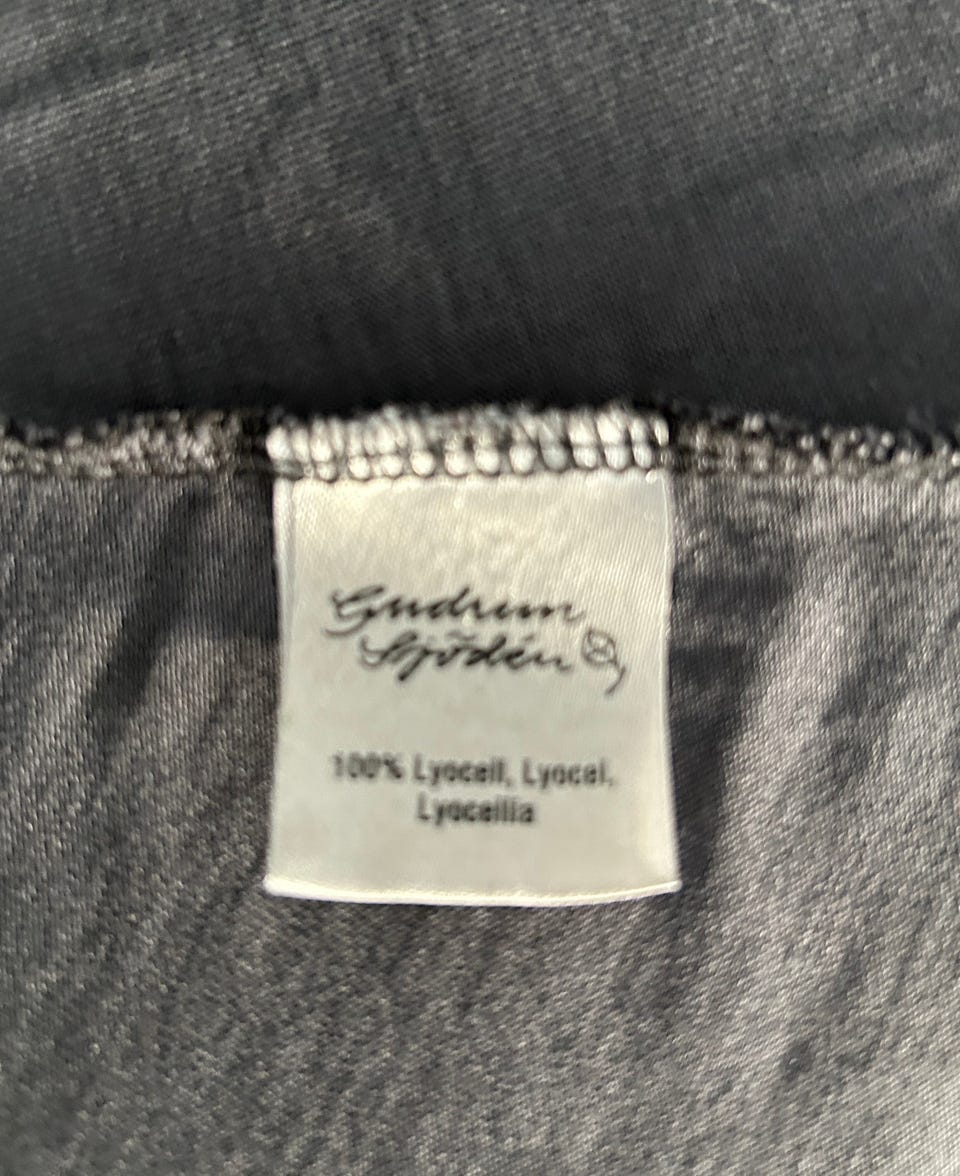 Gudrun
Sjödén
100% Lyocell, Lyocel,
Lyocellia